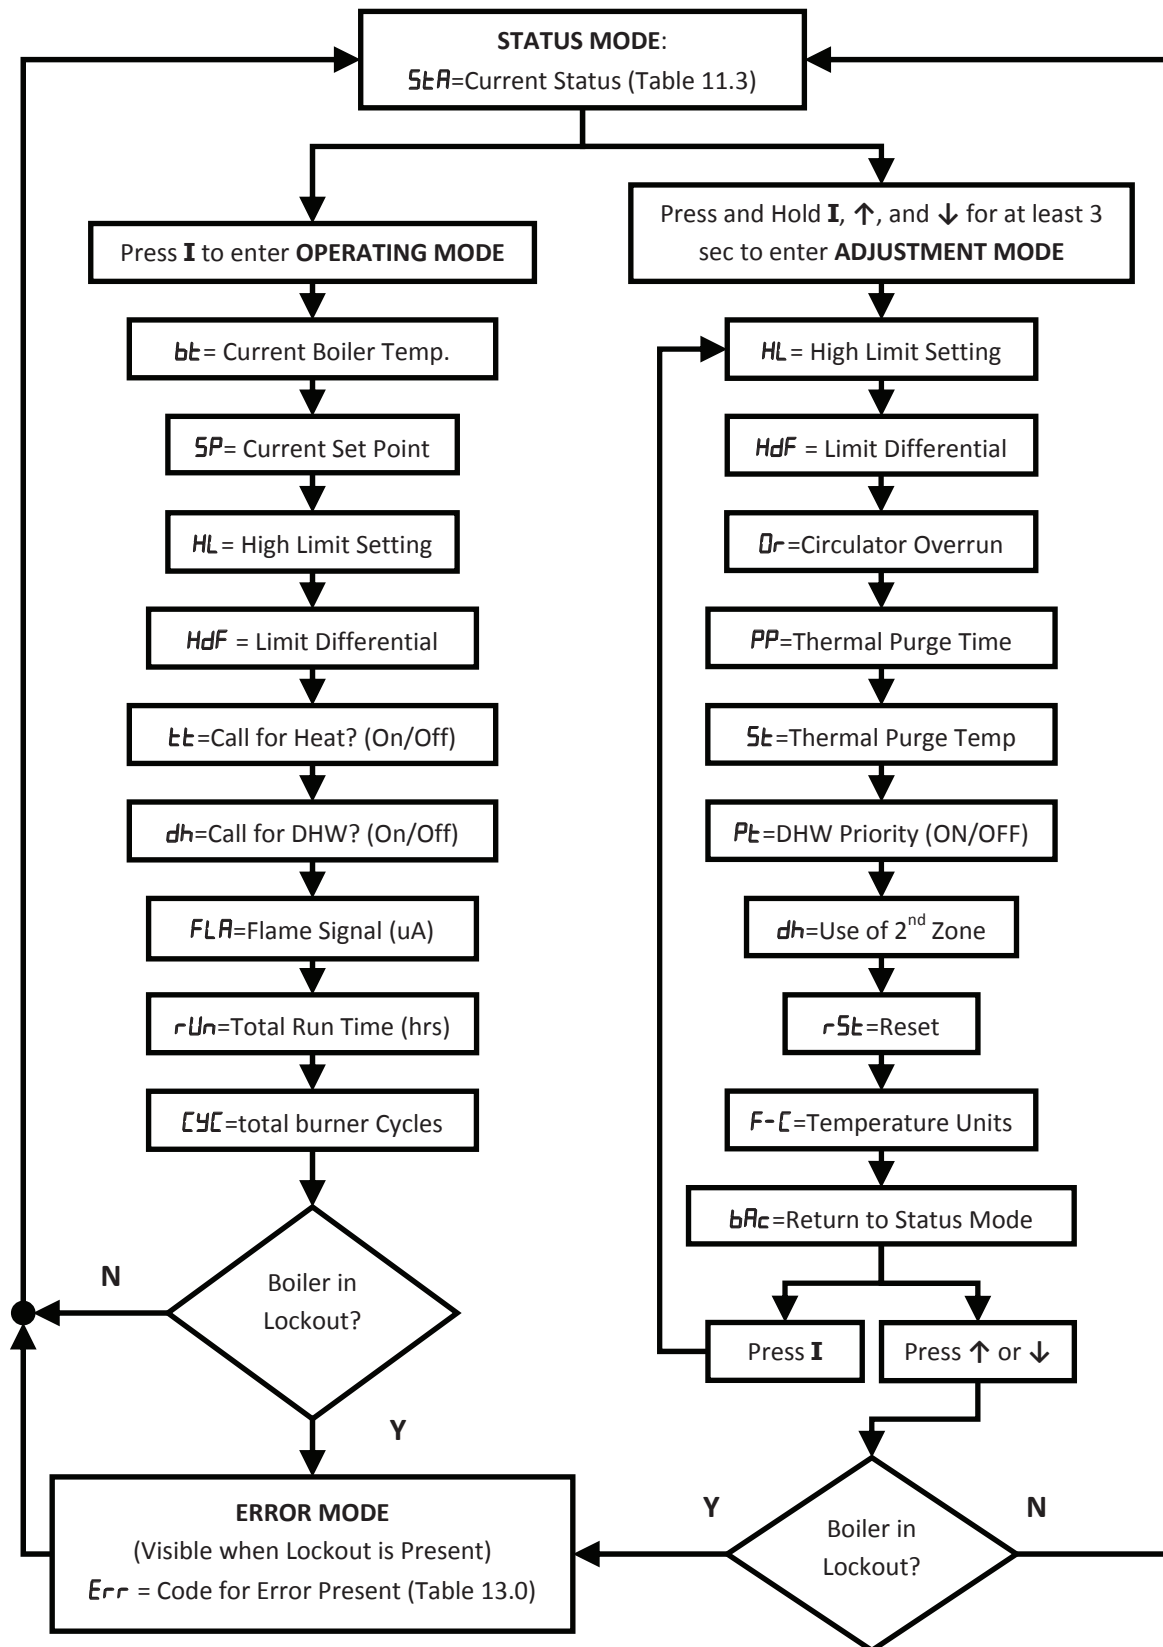 STATUS MODE:
StA=Current Status (Table 11.3)
Press I to enter OPERATING MODE
bt= Current Boiler Temp.
SP= Current Set Point
HL= High Limit Setting
HdF = Limit Differential
tt=Call for Heat? (On/Off)
dh=Call for DHW? (On/Off)
FLA=Flame Signal (uA)
rUn=Total Run Time (hrs)
CYC=total burner Cycles
Boiler in
Lockout?
N
Y
ERROR MODE
(Visible when Lockout is Present)
Err = Code for Error Present (Table 13.0)
Press and Hold I, ↑, and ↓ for at least 3
sec to enter ADJUSTMENT MODE
HL= High Limit Setting
HdF = Limit Differential
Or=Circulator Overrun
PP=Thermal Purge Time
St=Thermal Purge Temp
Pt=DHW Priority (ON/OFF)
dh=Use of 2nd Zone
rSt=Reset
F-C=Temperature Units
bAc=Return to Status Mode
Press I
Press ↑ or ↓
Y
N
Boiler in
Lockout?